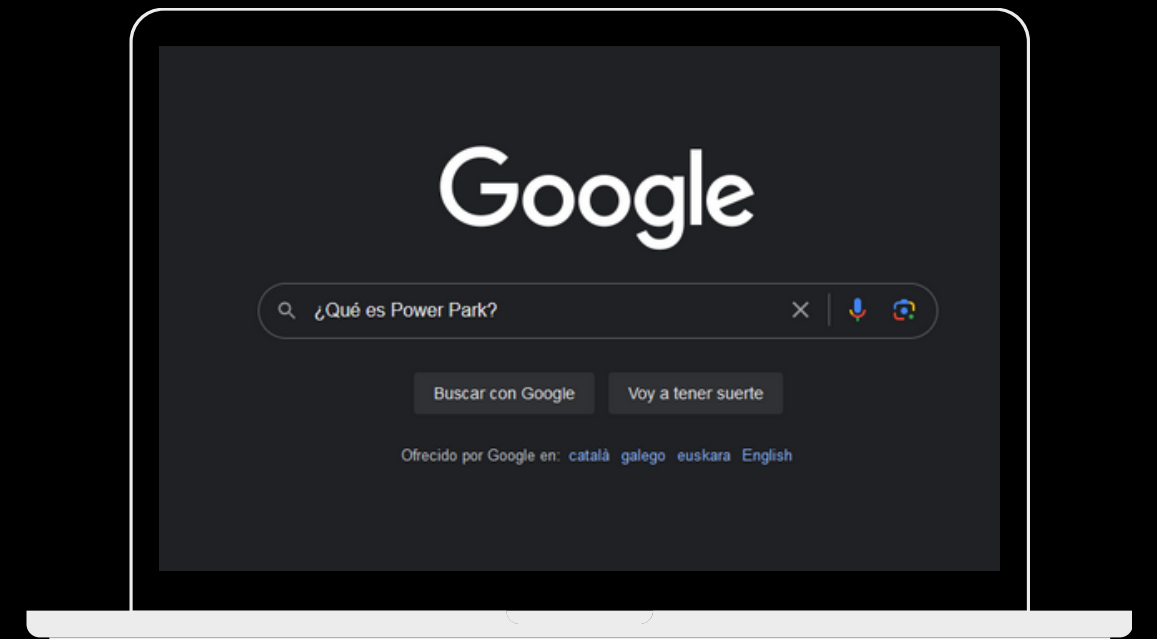 Google
¿Qué es Power Park?
Buscar con Google Voy a tener suerte
Ofrecido por Google en: català galego euskara English